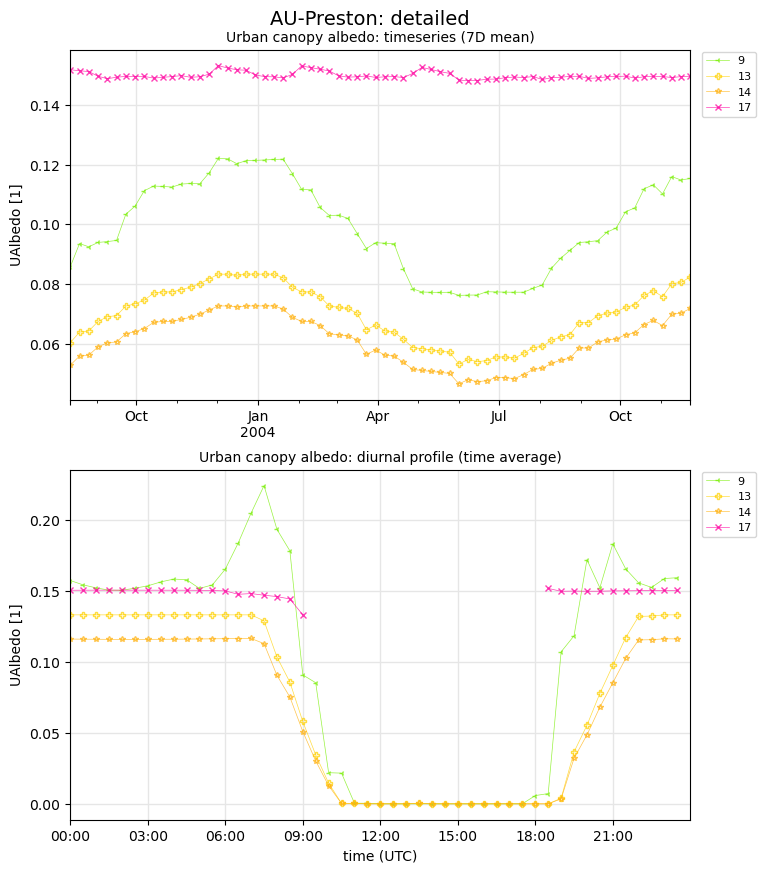 AU-Preston: detailed
Urban canopy albedo: timeseries (7D mean)
9
13
14
17
0.14
0.12
0.10
0.08
0.06
UAlbedo [1]
Oct
Jan
2004
Apr
Jul
Oct
Urban canopy albedo: diurnal profile (time average)
9
13
14
17
0.20
0.15
0.10
0.05
0.00
UAlbedo [1]
00:00
03:00
06:00
09:00
12:00
15:00
18:00
21:00
time (UTC)